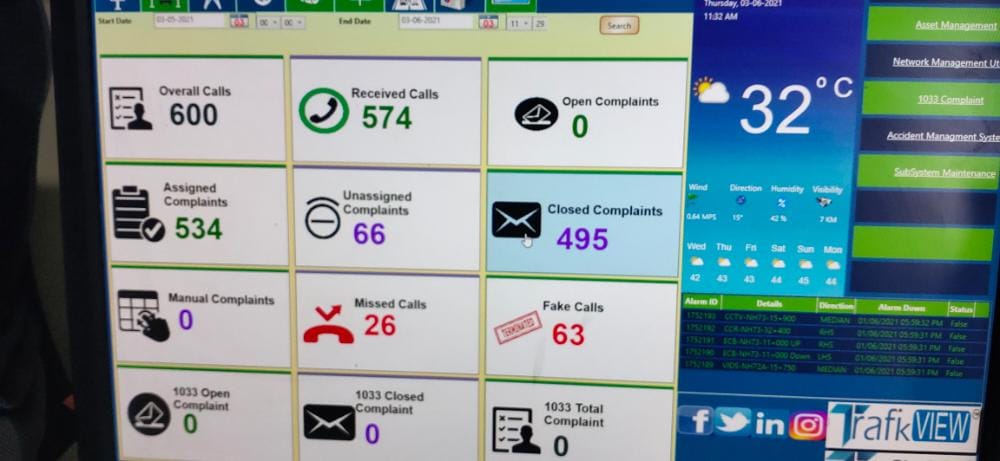 Thursday, 03-06-2021
11:32 AM
Start Date
03-05-2021
03
00
00
End Date
03-06-2021
03
11
29
Search
Overall Calls
600
Received Calls
574
Open Complaints
0
Assigned
Complaints
534
Unassigned
Complaints
66
Closed Complaints
495
Manual Complaints
0
Missed Calls
26
TERMINATED
Fake Calls
63
1033 Open
Complaint
0
1033 Closed
Complaint
0
1033 Total
Complaint
0
32° C
Wind Direction Humidity Visibility
0.64 MPS 15° 42 % 7 KM
Wed Thu Fri Sat Sun Mon
42 43 43 44 45 44
Asset Management
Network Management Ut
1033 Complaint
Accident Managment Syste
SubSystem Maintenance
Alarm ID Details Direction Alarm Down Status
1752193 CCTV-NH73-15+900 MEDIAN 01/06/2021 05:59:32 PM False
1752192 CCR-NH73-32+400 RHS 01/06/2021 05:59:31 PM False
1752191 ECB-NH73-11+000 UP RHS 01/06/2021 05:59:31 PM False
1752190 ECB-NH73-11+000 Down LHS 01/06/2021 05:59:31 PM False
1752189 VIDS-NH72A-15+750 MEDIAN 01/06/2021 05:59:31 PM False
f
in
TrafkVIEW